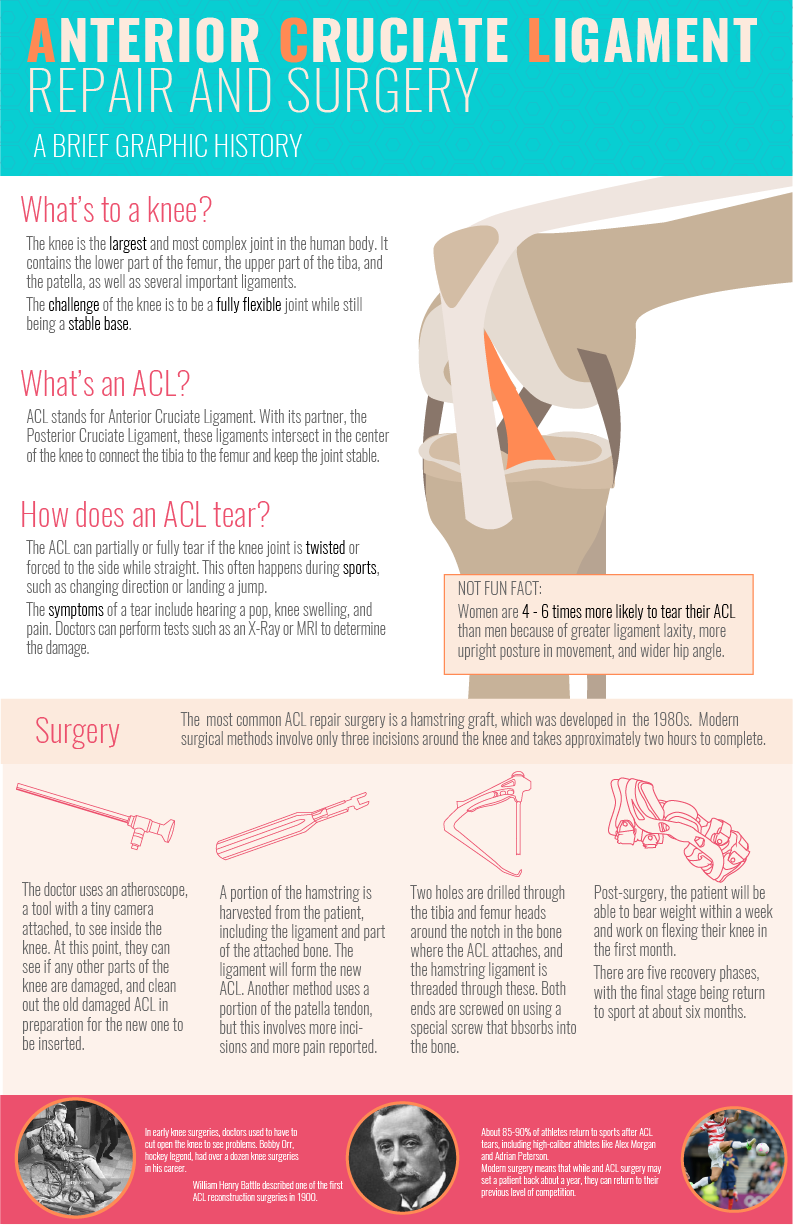 ANTERIOR CRUCIATE LIGAMENT
REPAIR AND SURGERY
A BRIEF GRAPHIC HISTORY
What's to a knee?
The knee is the largest and most complex joint in the human body. It
contains the lower part of the femur, the upper part of the tiba, and
the patella, as well as several important ligaments.
The challenge of the knee is to be a fully flexible joint while still
being a stable base.
What's an ACL?
ACL stands for Anterior Cruciate Ligament. With its partner, the
Posterior Cruciate Ligament, these ligaments intersect in the center
of the knee to connect the tibia to the femur and keep the joint stable.
How does an ACL tear?
The ACL can partially or fully tear if the knee joint is twisted or
forced to the side while straight. This often happens during sports,
such as changing direction or landing a jump.
The symptoms of a tear include hearing a pop, knee swelling, and
pain. Doctors can perform tests such as an X-Ray or MRI to determine
the damage.
NOT FUN FACT:
Women are 4 - 6 times more likely to tear their ACL
than men because of greater ligament laxity, more
upright posture in movement, and wider hip angle.
Surgery
The most common ACL repair surgery is a hamstring graft, which was developed in the 1980s. Modern
surgical methods involve only three incisions around the knee and takes approximately two hours to complete.
The doctor uses an atheroscope,
a tool with a tiny camera
attached, to see inside the
knee. At this point, they can
see if any other parts of the
knee are damaged, and clean
out the old damaged ACL in
preparation for the new one to
be inserted.
A portion of the hamstring is
harvested from the patient,
including the ligament and part
of the attached bone. The
ligament will form the new
ACL. Another method uses a
portion of the patella tendon,
but this involves more inci-
sions and more pain reported.
Two holes are drilled through
the tibia and femur heads
around the notch in the bone
where the ACL attaches, and
the hamstring ligament is
threaded through these. Both
ends are screwed on using a
special screw that bbsorbs into
the bone.
Post-surgery, the patient will be
able to bear weight within a week
and work on flexing their knee in
the first month.
There are five recovery phases,
with the final stage being return
to sport at about six months.
In early knee surgeries, doctors used to have to
cut open the knee to see problems. Bobby Orr,
hockey legend, had over a dozen knee surgeries
in his career.
William Henry Battle described one of the first
ACL reconstruction surgeries in 1900.
About 85-90% of athletes return to sports after ACL
tears, including high-caliber athletes like Alex Morgan
and Adrian Peterson.
Modern surgery means that while and ACL surgery may
set a patient back about a year, they can return to their
previous level of competition.